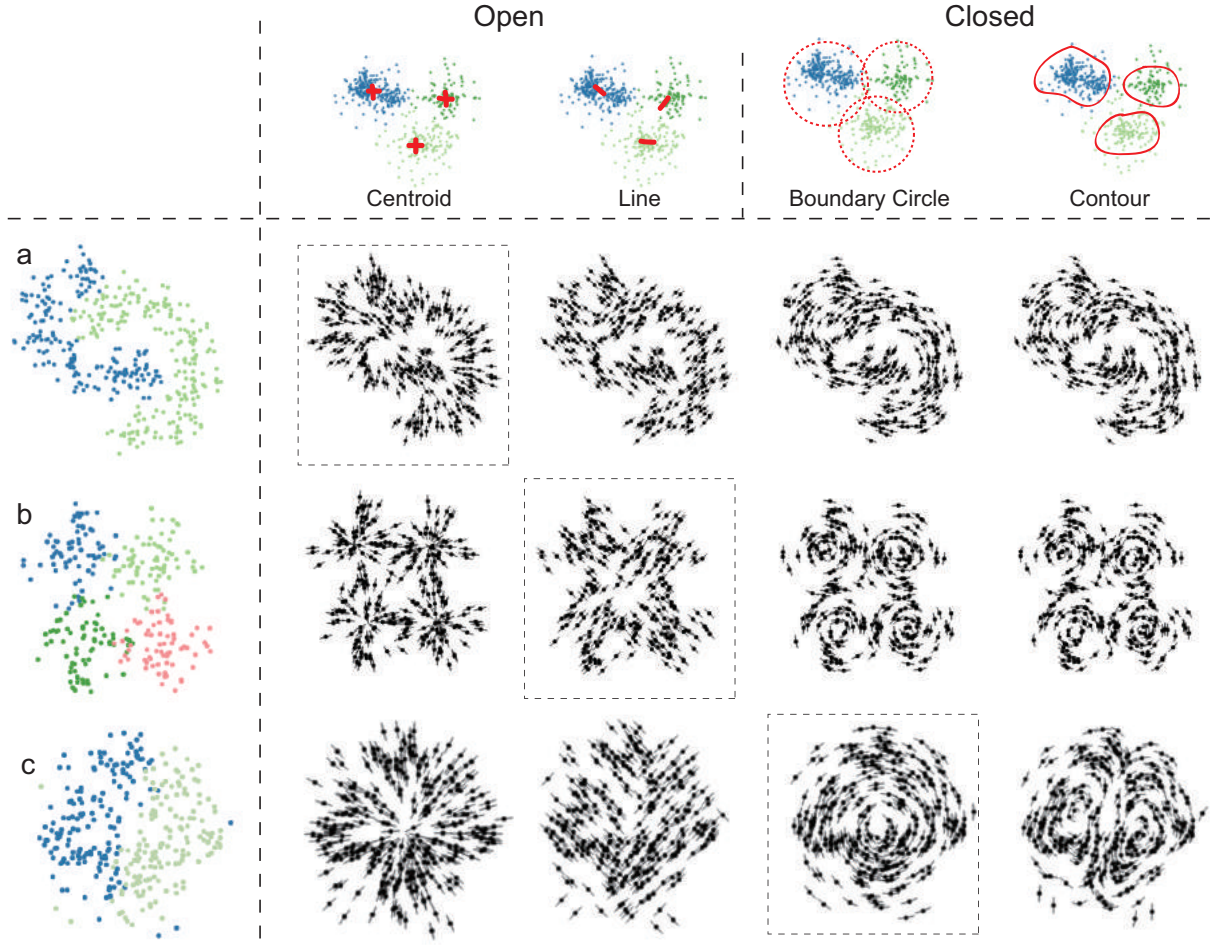 Open
Closed
Centroid
Line
Boundary Circle
Contour
a
b
c